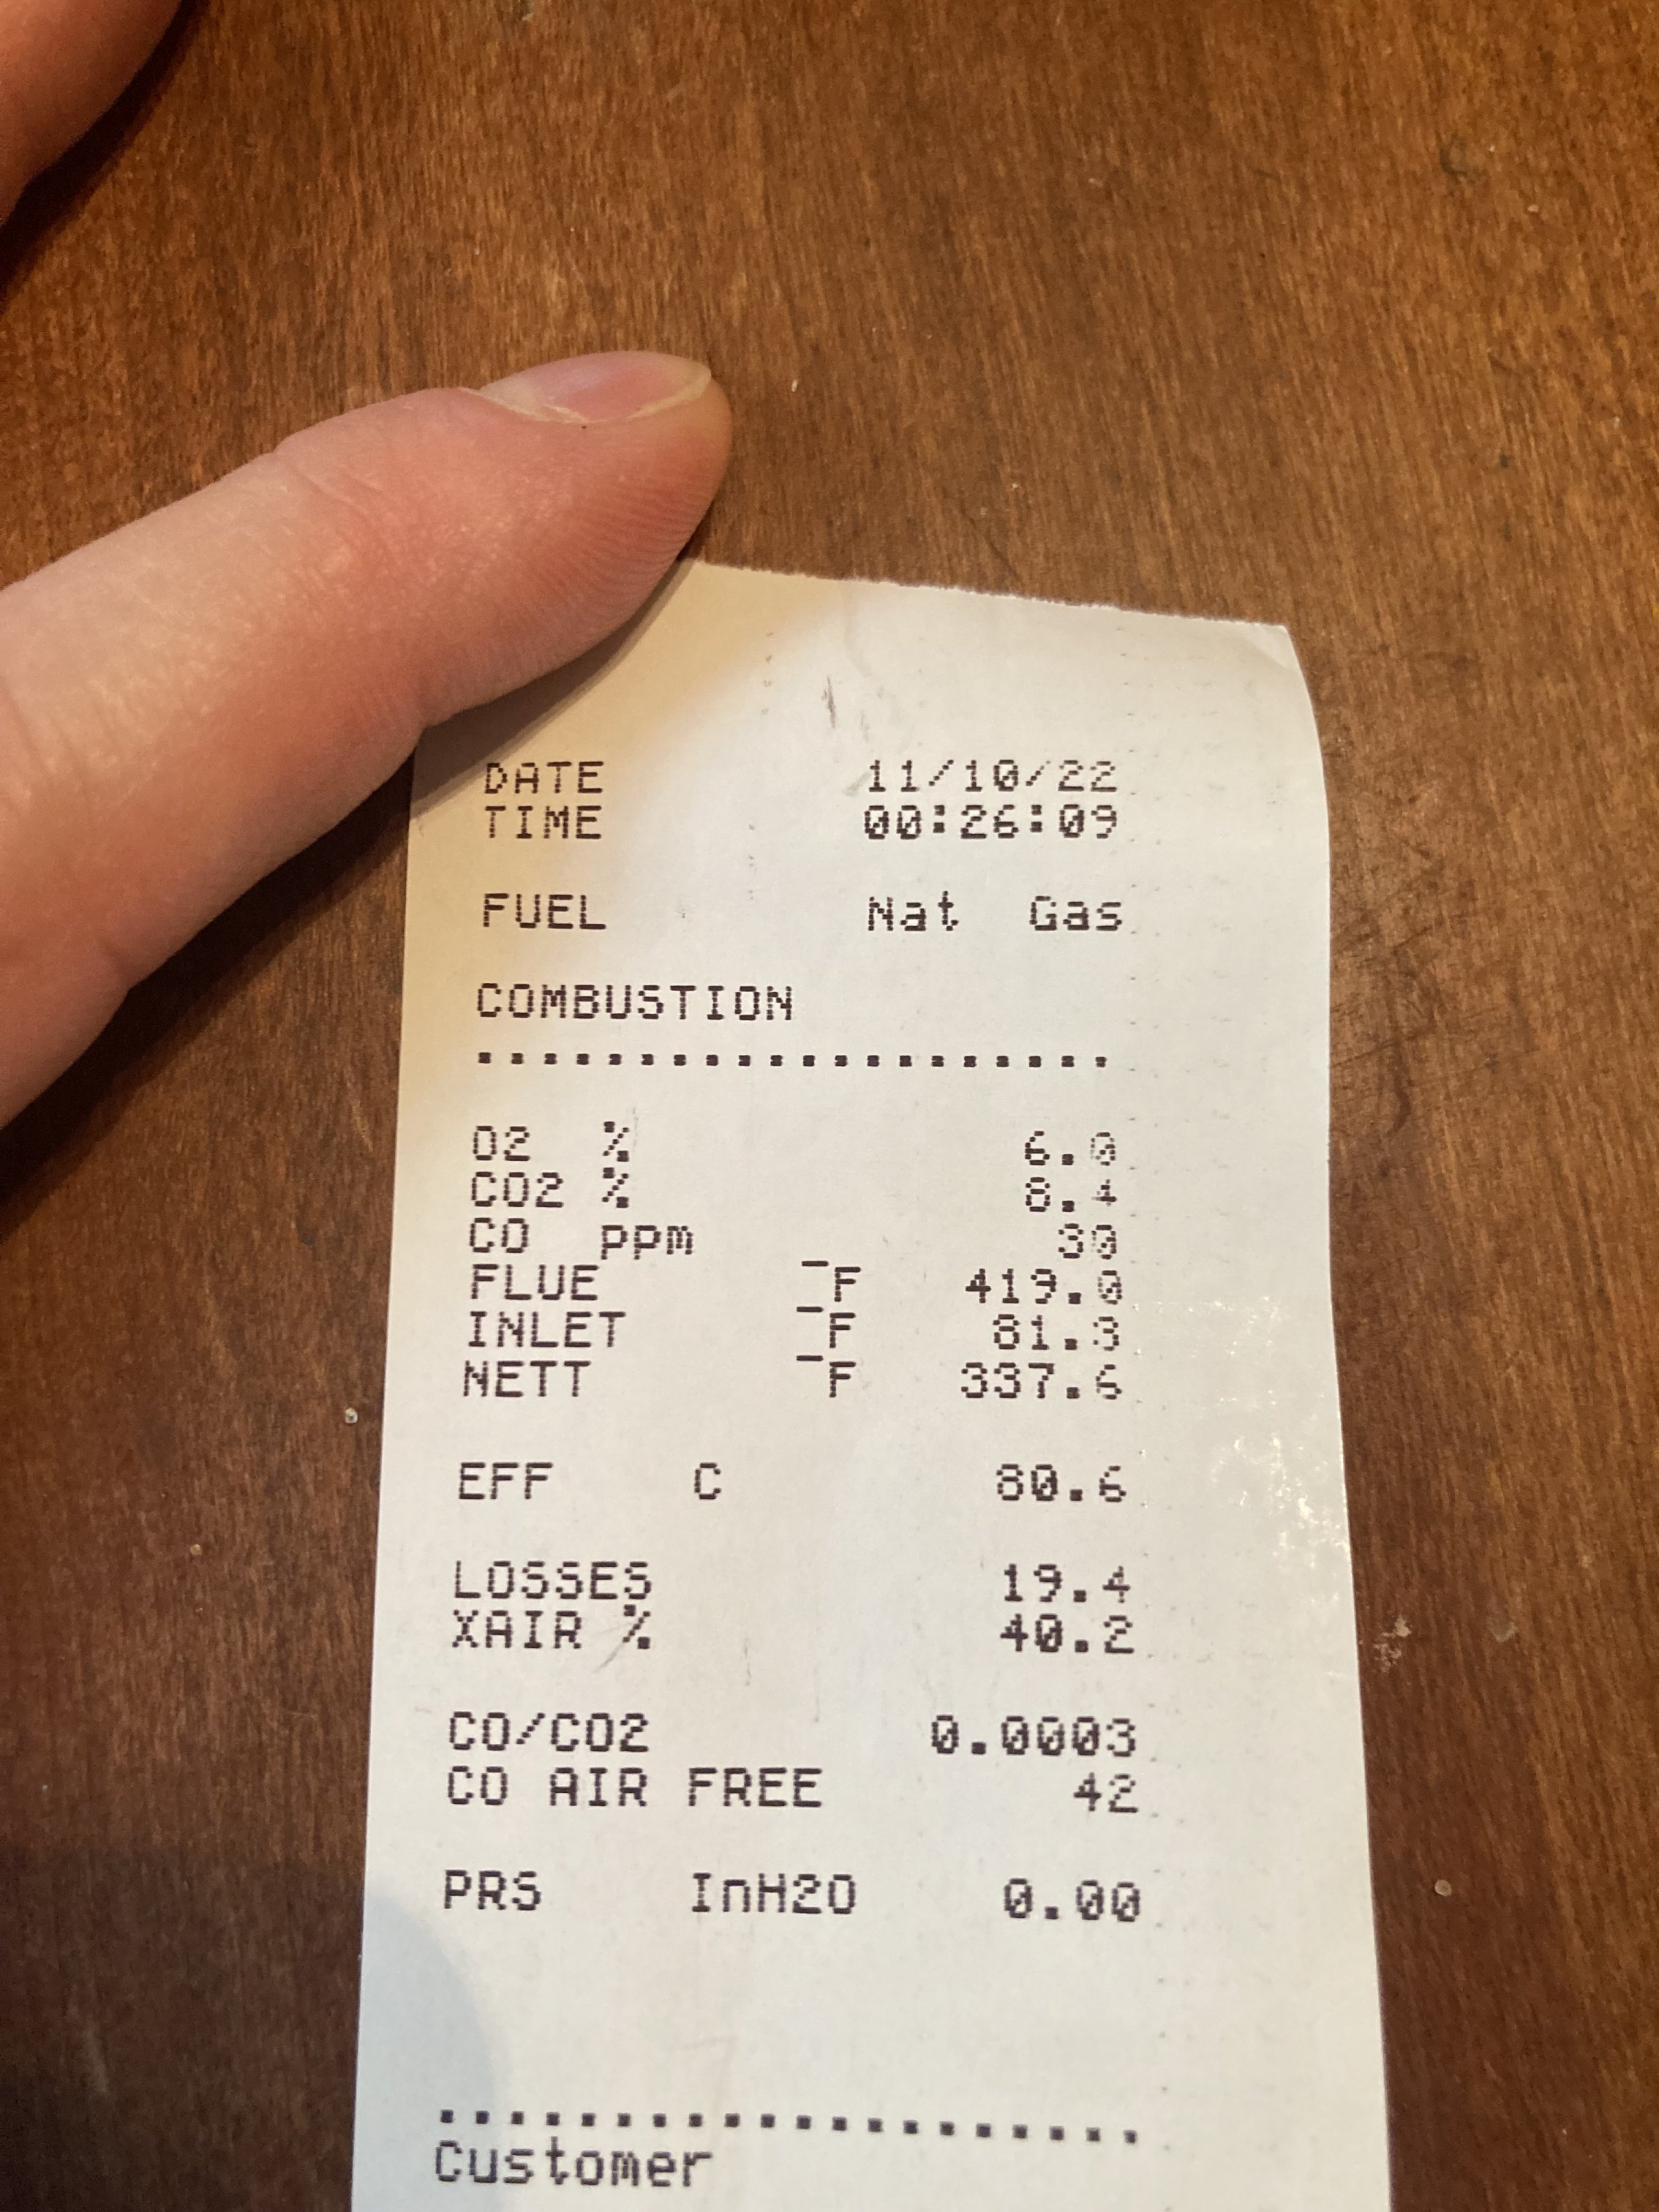 DATE 11/10/22
TIME 00:26:09
FUEL Nat Gas
COMBUSTION
....................
O2 % 6.0
CO2 % 8.4
CO ppm 30
FLUE ¯F 419.0
INLET ¯F 81.3
NETT ¯F 337.6
EFF C 80.6
LOSSES 19.4
XAIR % 40.2
CO/CO2 0.0003
CO AIR FREE 42
PRS InH2O 0.00
....................
Customer